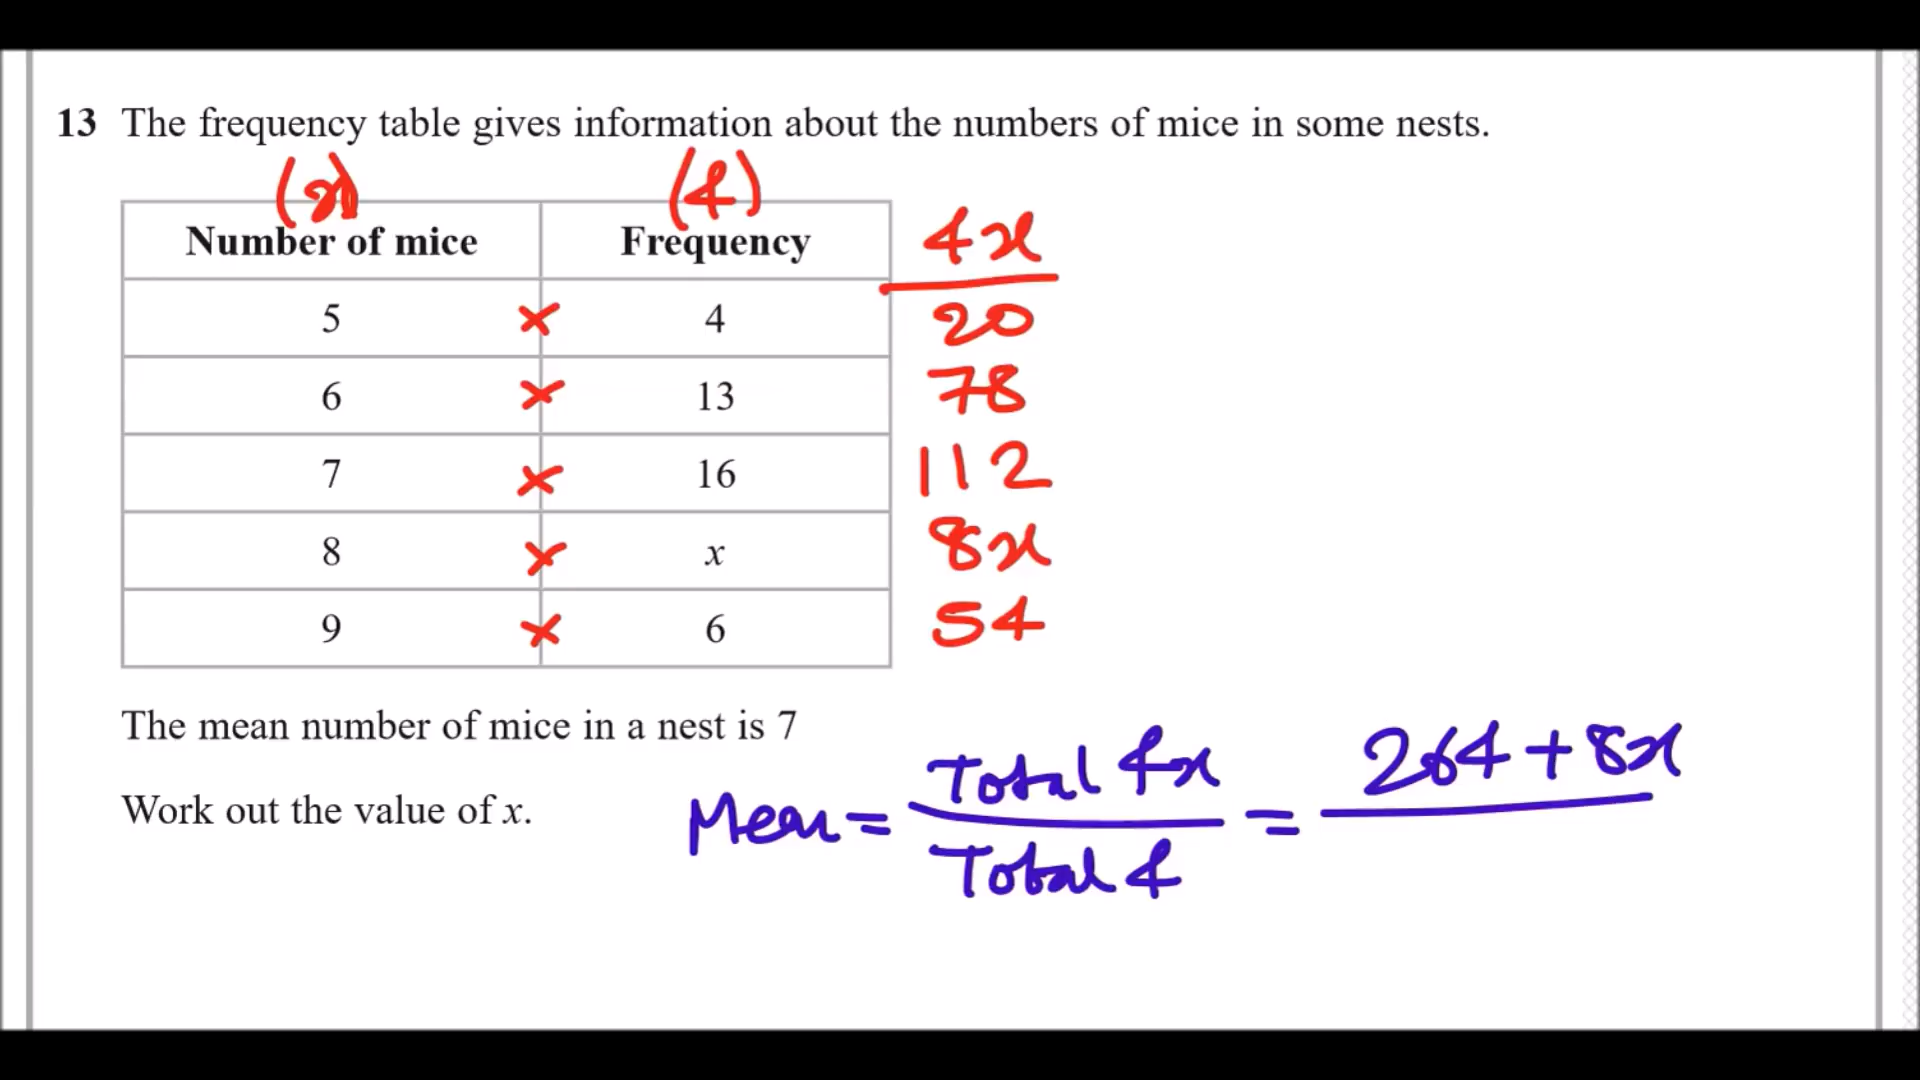 13 The frequency table gives information about the numbers of mice in some nests.
(x) (f)
Number of mice Frequency fx
5 × 4 20
6 × 13 78
7 × 16 112
8 × x 8x
9 × 6 54
The mean number of mice in a nest is 7
Work out the value of x.
Mean = Total fx / Total f = 264 + 8x